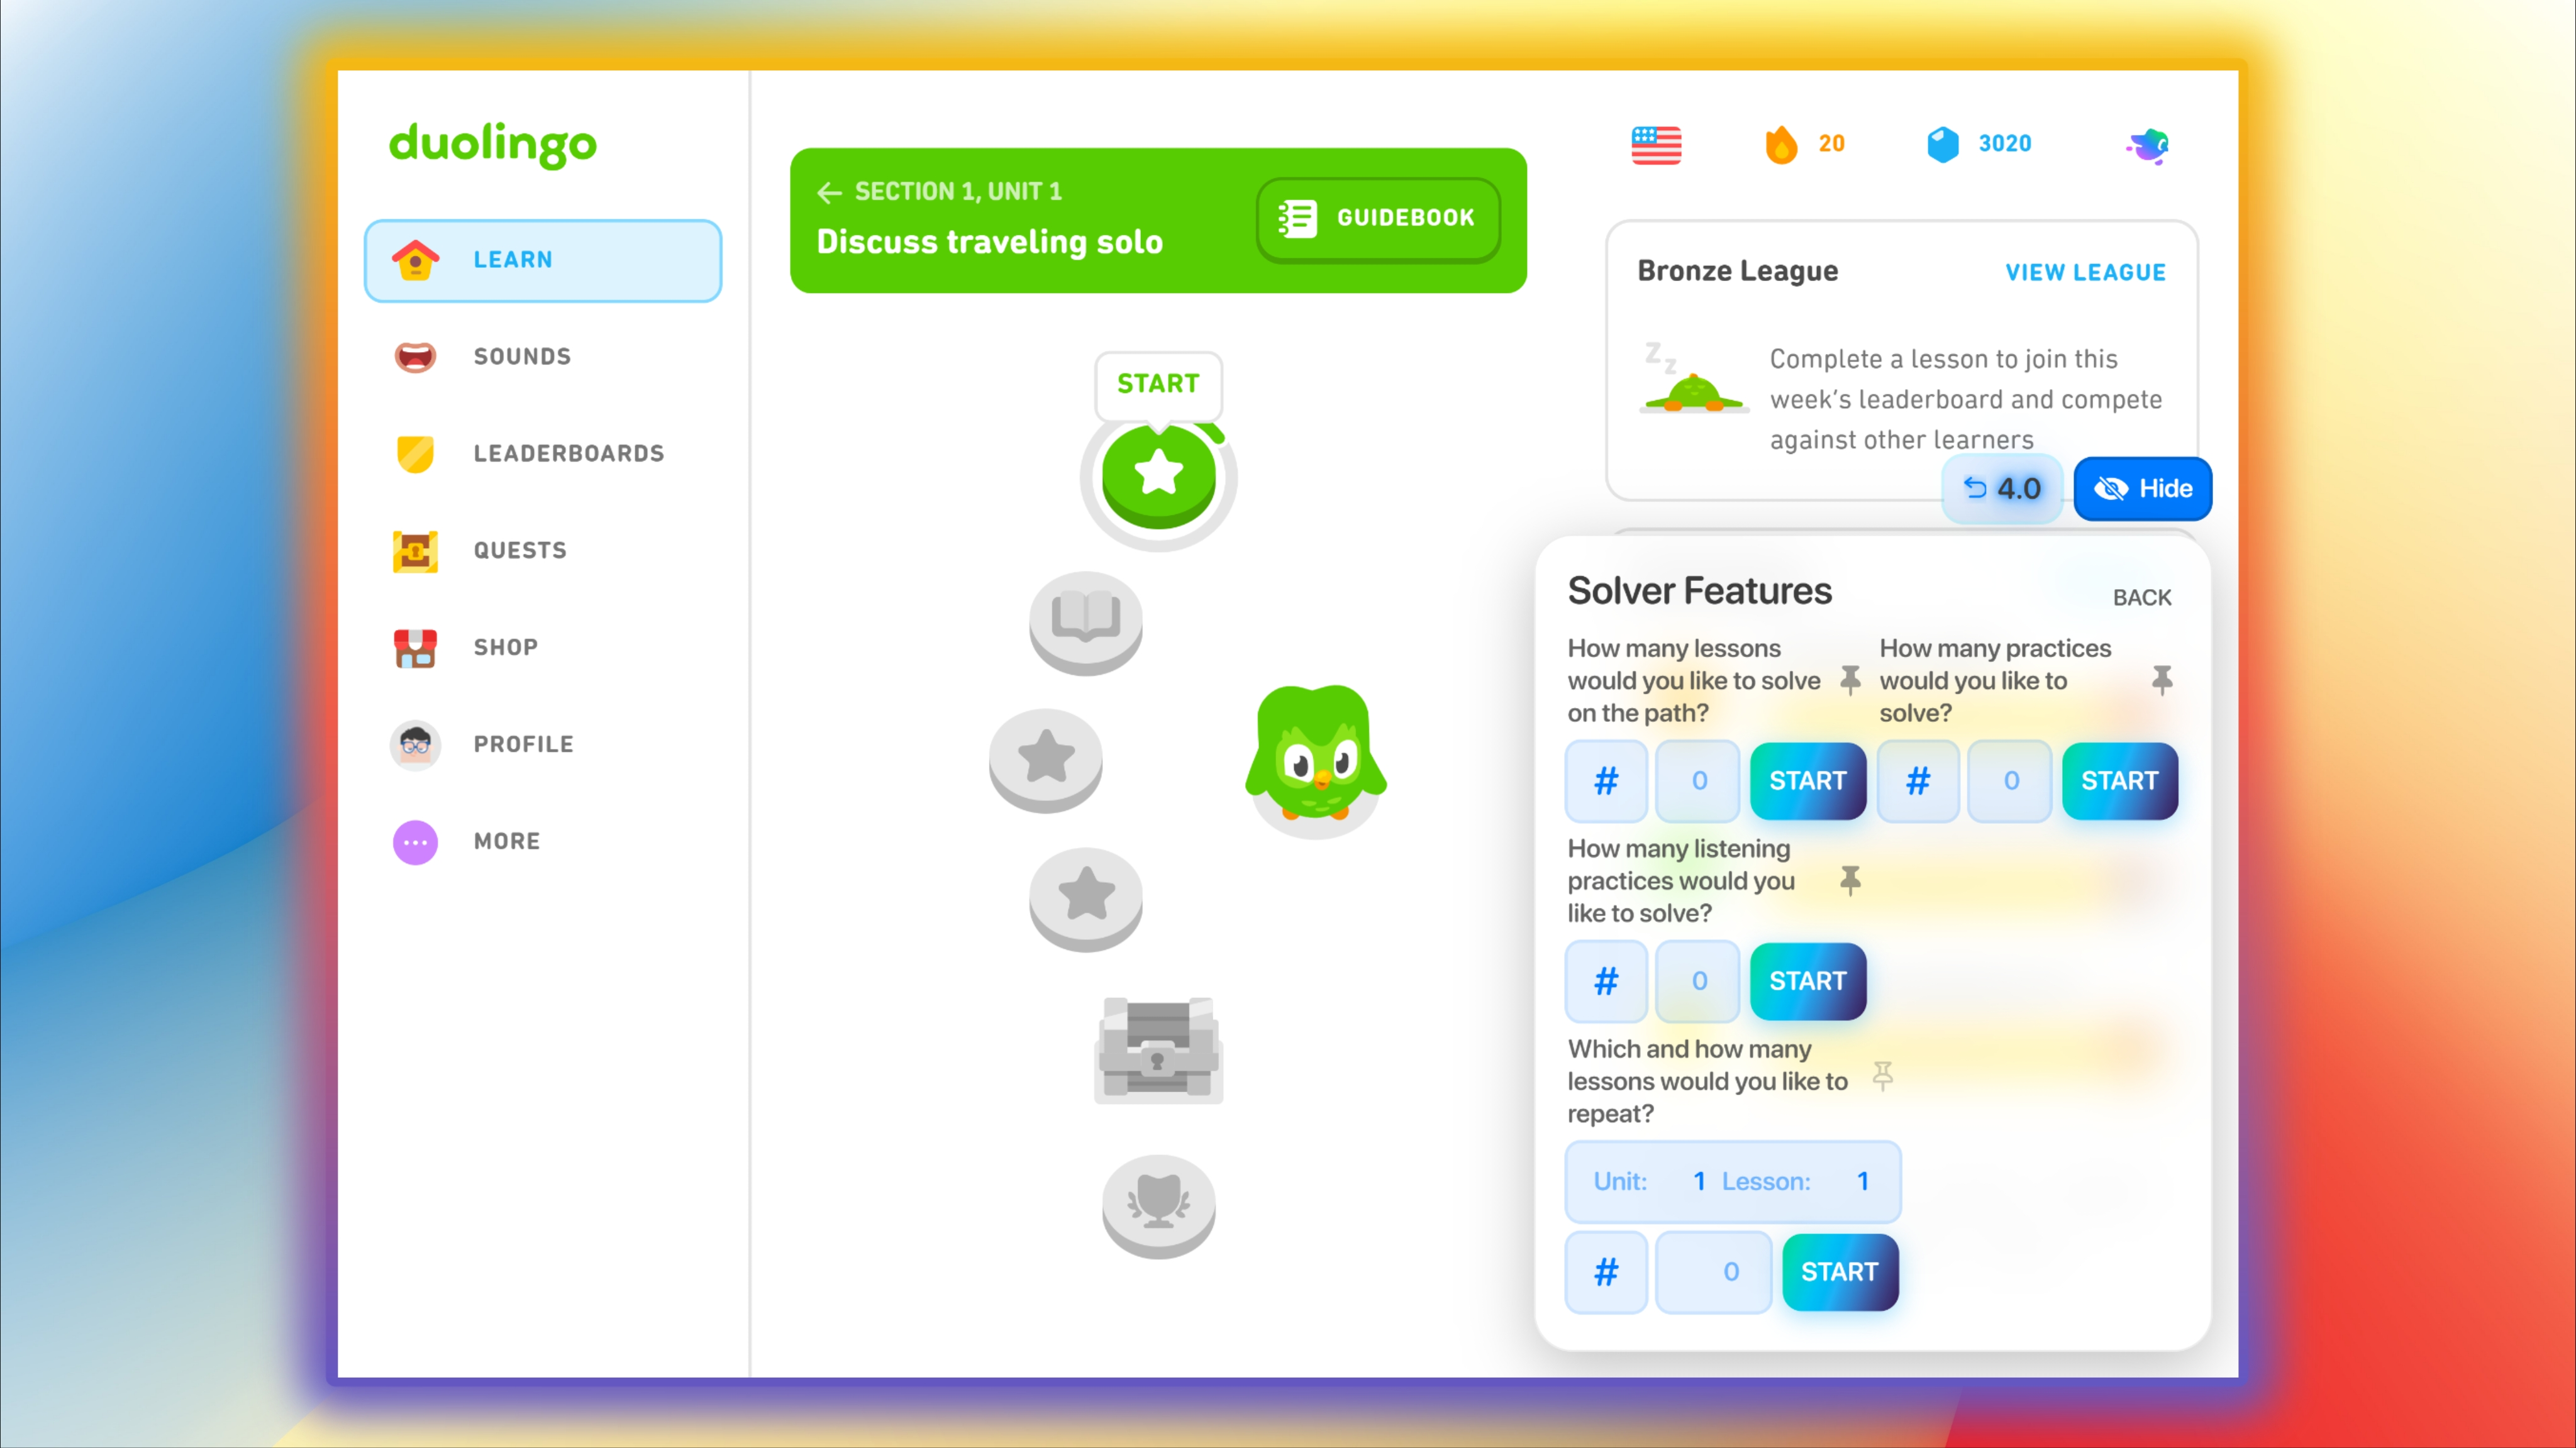 duolingo
LEARN
SOUNDS
LEADERBOARDS
QUESTS
SHOP
PROFILE
MORE
SECTION 1, UNIT 1
Discuss traveling solo
GUIDEBOOK
START
20
3020
Bronze League
VIEW LEAGUE
Z z
Complete a lesson to join this
week's leaderboard and compete
against other learners
4.0
Hide
Solver Features
BACK
How many lessons
would you like to solve
on the path?
# 0 START
How many practices
would you like to
solve?
# 0 START
How many listening
practices would you
like to solve?
# 0 START
Which and how many
lessons would you like to
repeat?
Unit: 1 Lesson: 1
# 0 START